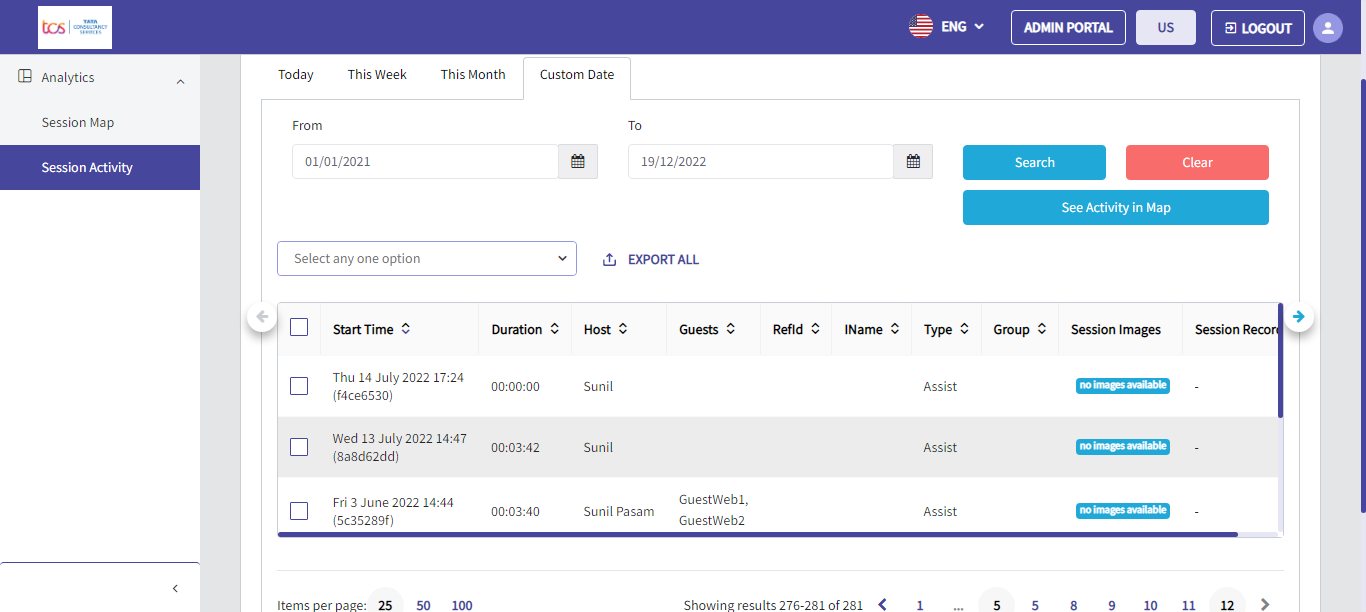 tcs | TATA CONSULTANCY SERVICES
ENG
ADMIN PORTAL
US
LOGOUT
Analytics
Session Map
Session Activity
Today This Week This Month Custom Date
From To
01/01/2021 19/12/2022 Search Clear
See Activity in Map
Select any one option EXPORT ALL
Start Time Duration Host Guests RefId IName Type Group Session Images Session Recor
Thu 14 July 2022 17:24
(f4ce6530) 00:00:00 Sunil Assist no images available -
Wed 13 July 2022 14:47
(8a8d62dd) 00:03:42 Sunil Assist no images available -
Fri 3 June 2022 14:44 GuestWeb1,
(5c35289f) 00:03:40 Sunil Pasam GuestWeb2 Assist no images available -
Items per page: 25 50 100 Showing results 276-281 of 281 1 ... 5 5 8 9 10 11 12